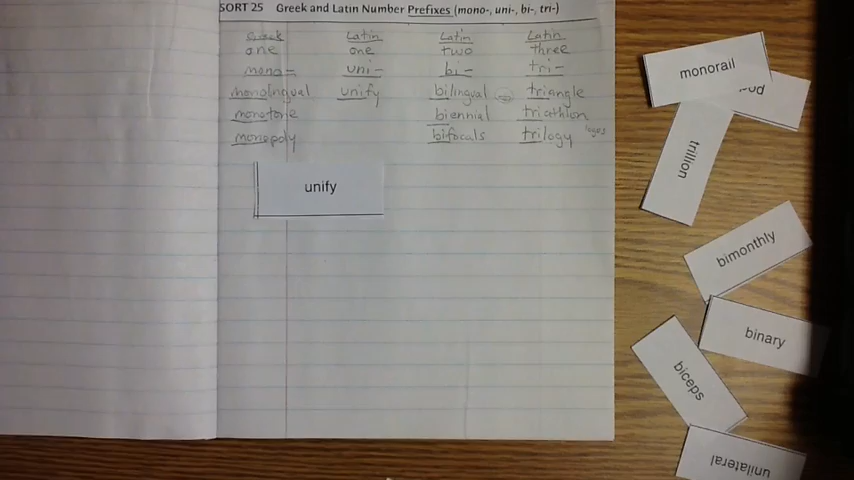 SORT 25 Greek and Latin Number Prefixes (mono-, uni-, bi-, tri-)
Greek Latin Latin Latin
one one two three
mono- uni- bi- tri-
monolingual unify bilingual triangle
monotone biennial triathlon
monopoly bifocals trilogy logos
unify
monorail
trillion
bimonthly
binary
biceps
unilateral